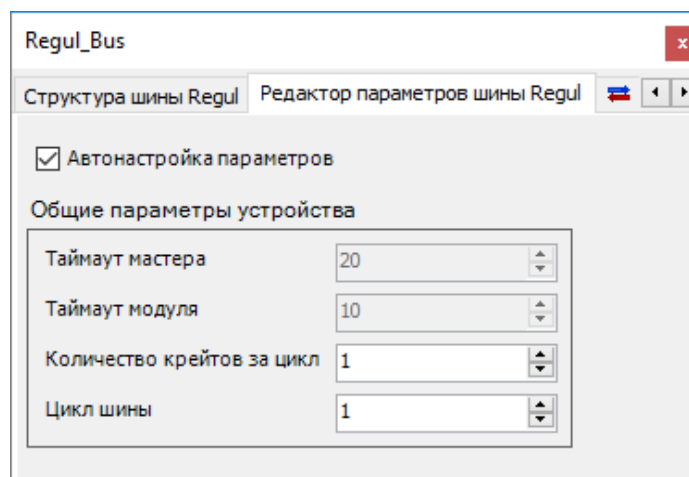 Regul_Bus
x
Структура шины Regul Редактор параметров шины Regul
Автонастройка параметров
Общие параметры устройства
Таймаут мастера 20
Таймаут модуля 10
Количество крейтов за цикл 1
Цикл шины 1